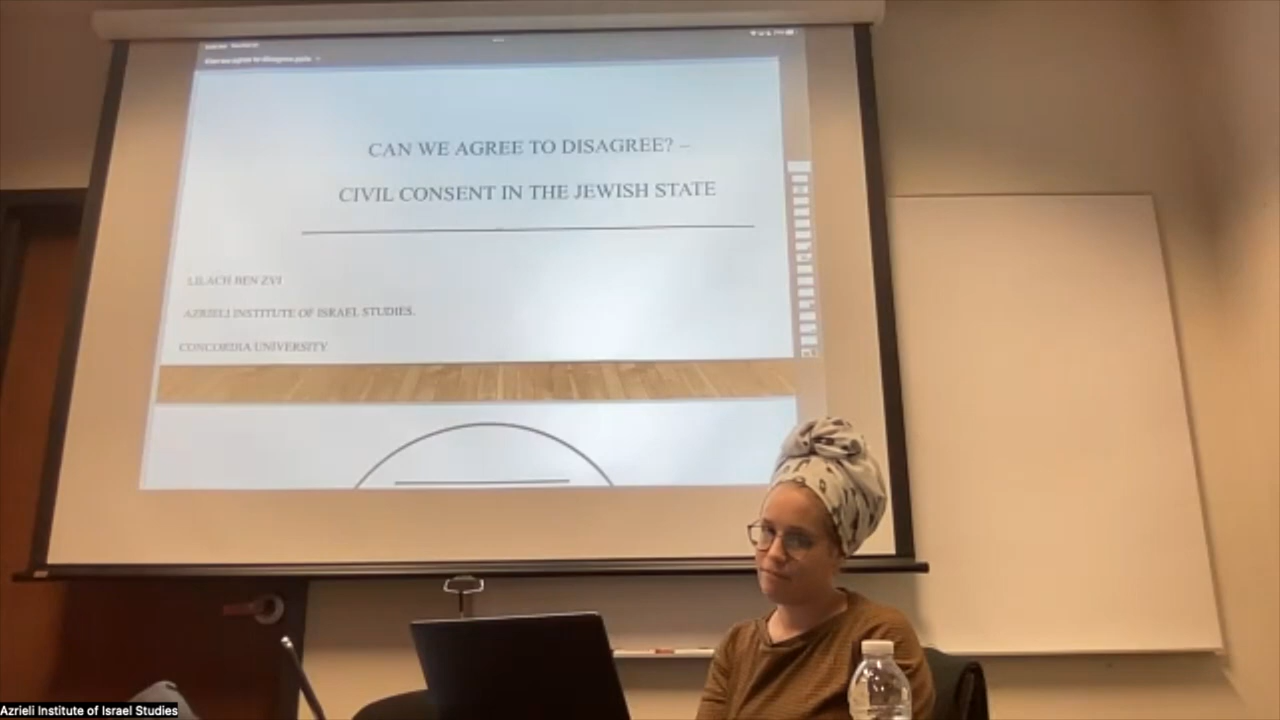 CAN WE AGREE TO DISAGREE? –
CIVIL CONSENT IN THE JEWISH STATE
LILACH BEN ZVI
AZRIELI INSTITUTE OF ISRAEL STUDIES.
CONCORDIA UNIVERSITY
Azrieli Institute of Israel Studies